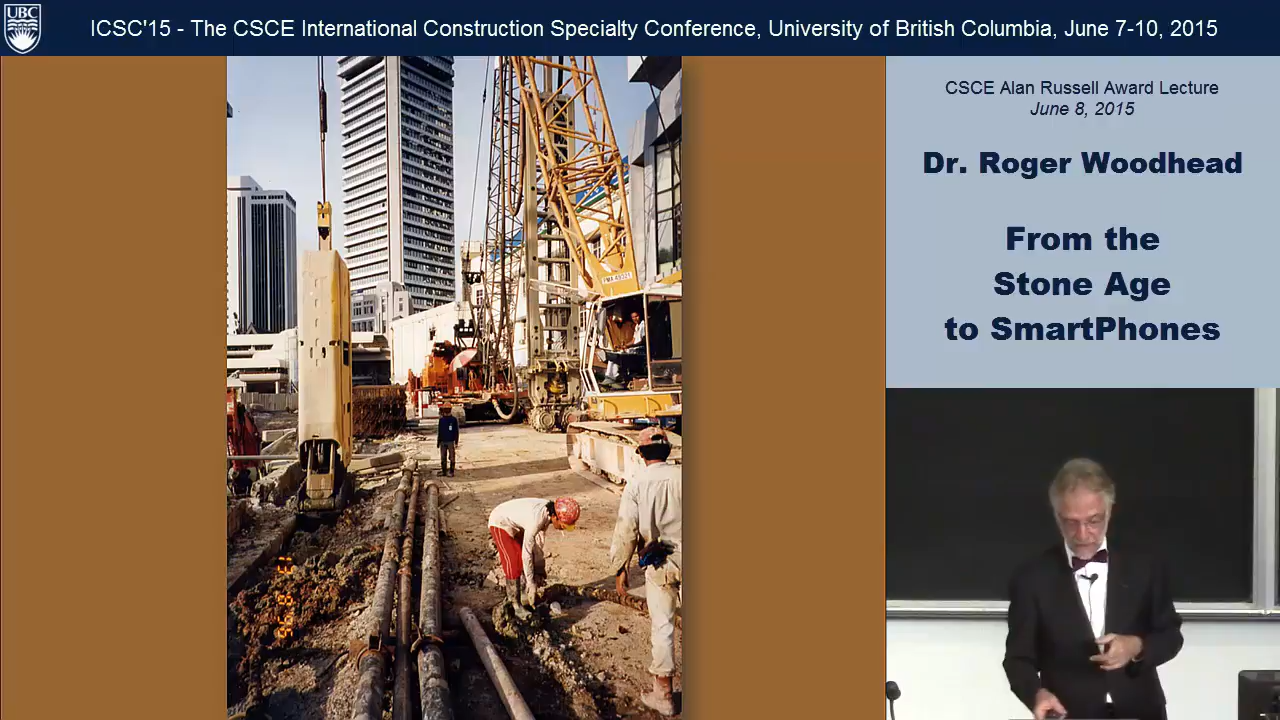 UBC
ICSC'15 - The CSCE International Construction Specialty Conference, University of British Columbia, June 7-10, 2015
CSCE Alan Russell Award Lecture
June 8, 2015
Dr. Roger Woodhead
From the
Stone Age
to SmartPhones